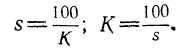 s = 100/K; K = 100/s.